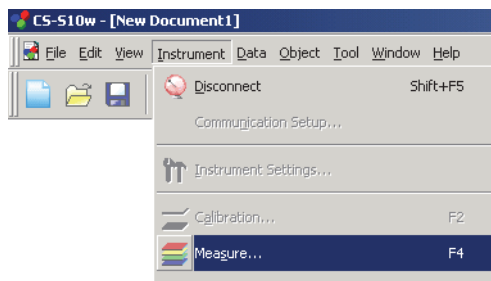 CS-S10w - [New Document1]
File Edit View Instrument Data Object Tool Window Help
Disconnect Shift+F5
Communication Setup...
Instrument Settings...
Calibration... F2
Measure... F4